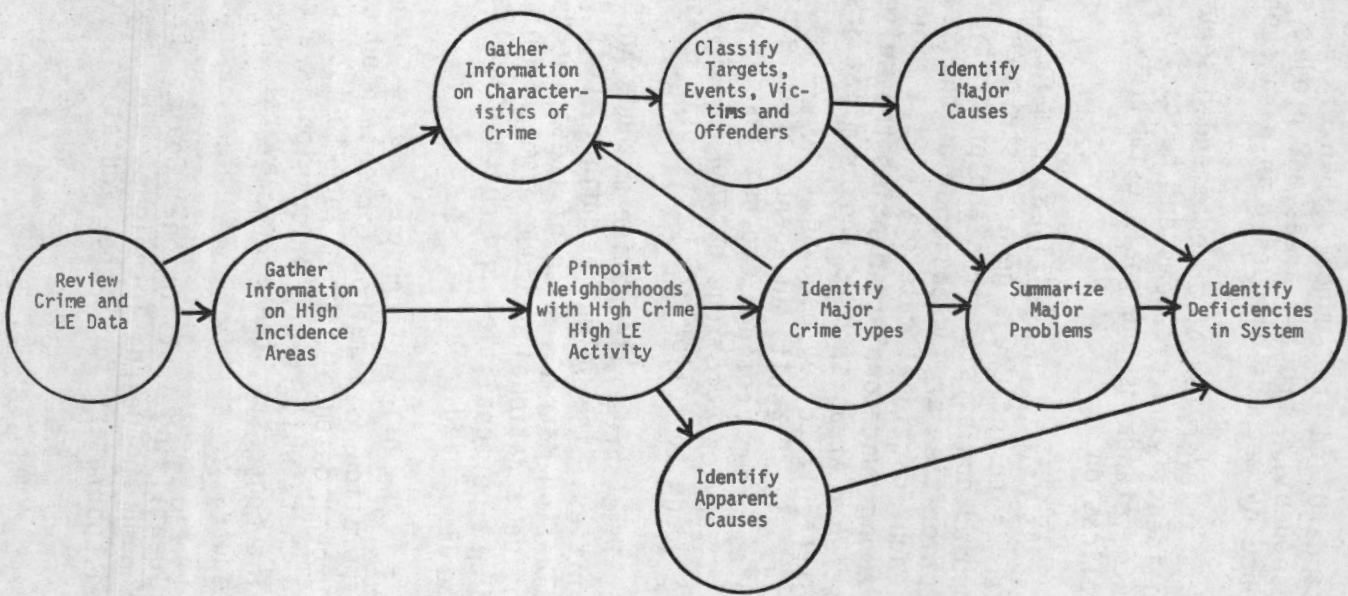 Gather
Information
on Character-
istics of
Crime
Classify
Targets,
Events, Vic-
tims and
Offenders
Identify
Major
Causes
Review
Crime and
LE Data
Gather
Information
on High
Incidence
Areas
Pinpoint
Neighborhoods
with High Crime
High LE
Activity
Identify
Major
Crime Types
Summarize
Major
Problems
Identify
Deficiencies
in System
Identify
Apparent
Causes